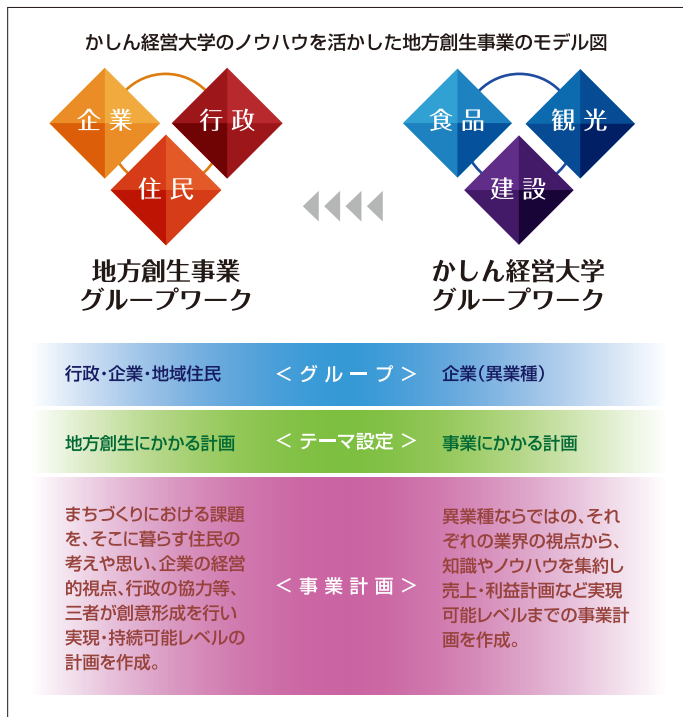 かしん経営大学のノウハウを活かした地方創生事業のモデル図
企業
行政
住民
食品
観光
建設
地方創生事業
グループワーク
かしん経営大学
グループワーク
行政・企業・地域住民
＜グループ＞
企業（異業種）
地方創生にかかる計画
＜テーマ設定＞
事業にかかる計画
まちづくりにおける課題
を、そこに暮らす住民の
考えや思い、企業の経営
的視点、行政の協力等、
三者が創意形成を行い
実現・持続可能レベルの
計画を作成。
＜事業計画＞
異業種ならではの、それ
ぞれの業界の視点から、
知識やノウハウを集約し
売上・利益計画など実現
可能レベルまでの事業計
画を作成。